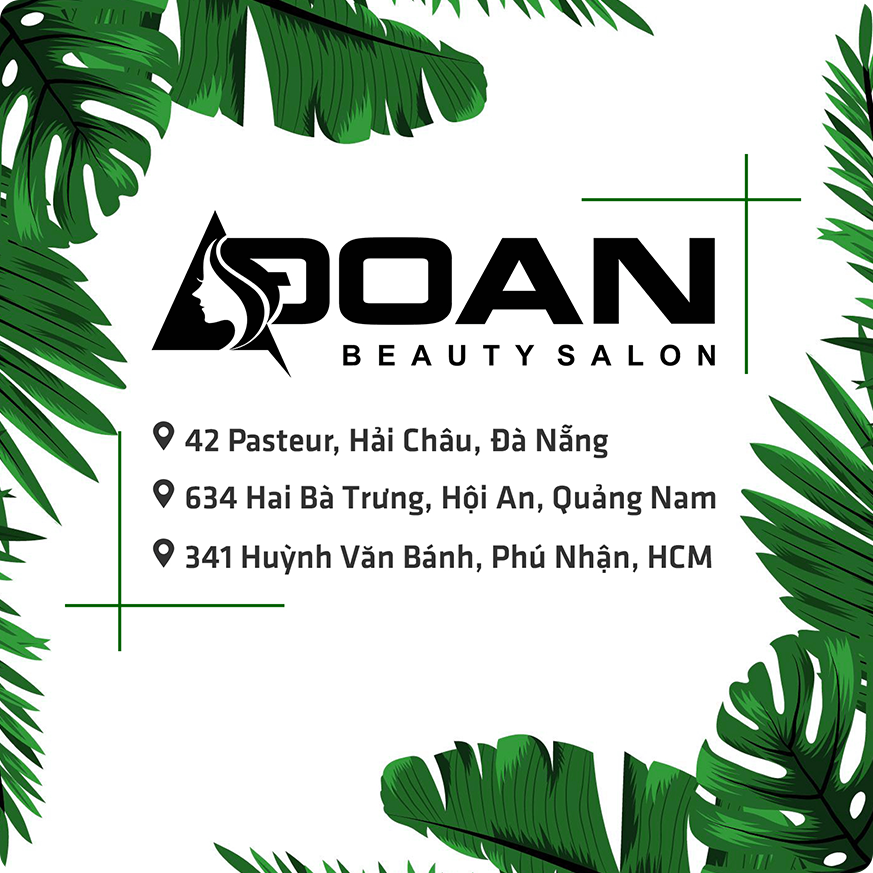 ĐOAN
BEAUTY SALON
42 Pasteur, Hải Châu, Đà Nẵng
634 Hai Bà Trưng, Hội An, Quảng Nam
341 Huỳnh Văn Bánh, Phú Nhận, HCM